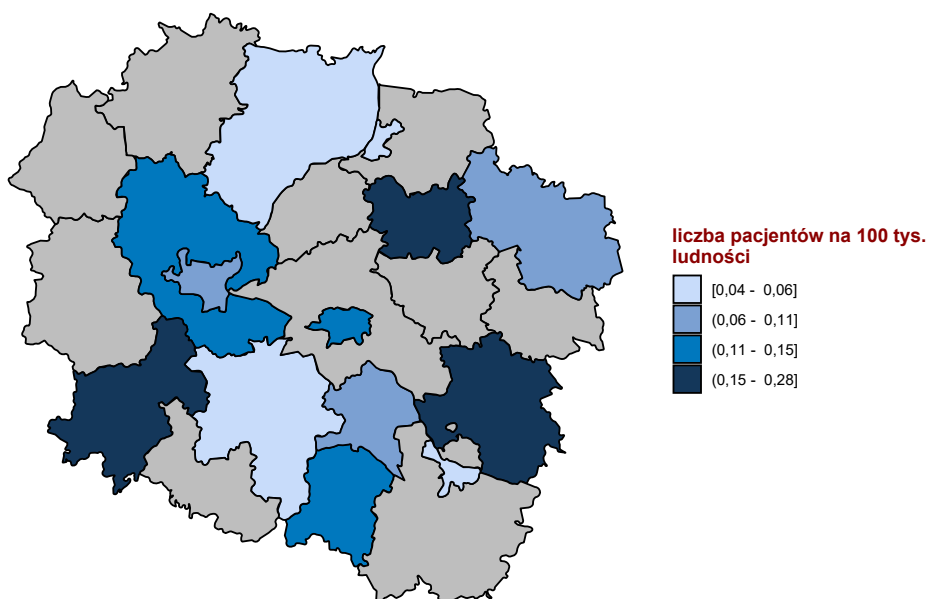 liczba pacjentów na 100 tys.
ludności
[0,04 - 0,06]
(0,06 - 0,11]
(0,11 - 0,15]
(0,15 - 0,28]